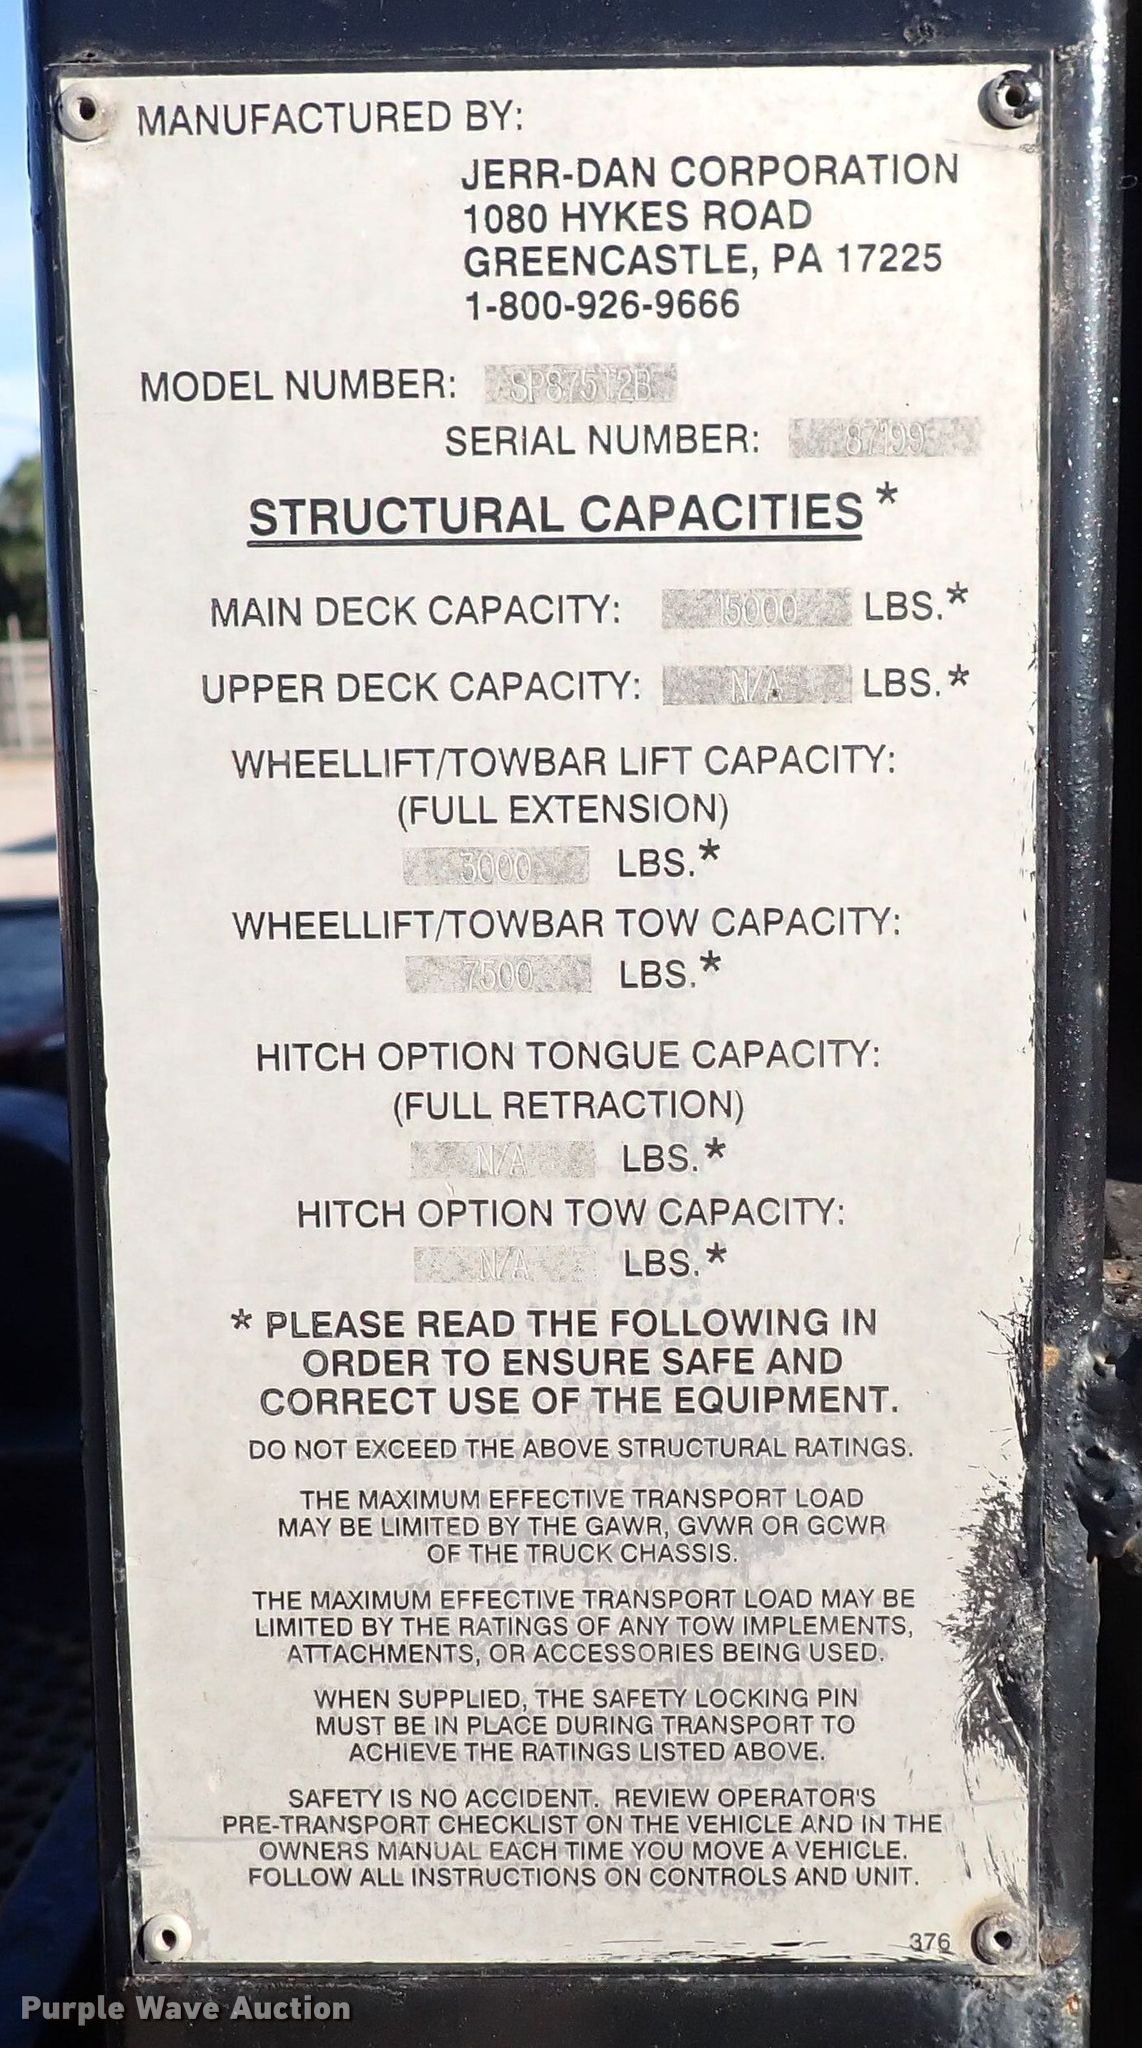 MANUFACTURED BY:
JERR-DAN CORPORATION
1080 HYKES ROAD
GREENCASTLE, PA 17225
1-800-926-9666
MODEL NUMBER:
SERIAL NUMBER: 87199
STRUCTURAL CAPACITIES *
MAIN DECK CAPACITY: 15000 LBS.*
UPPER DECK CAPACITY: N/A LBS.*
WHEELLIFT/TOWBAR LIFT CAPACITY:
(FULL EXTENSION)
3000 LBS.*
WHEELLIFT/TOWBAR TOW CAPACITY:
7500 LBS.*
HITCH OPTION TONGUE CAPACITY:
(FULL RETRACTION)
N/A LBS.*
HITCH OPTION TOW CAPACITY:
N/A LBS.*
* PLEASE READ THE FOLLOWING IN
ORDER TO ENSURE SAFE AND
CORRECT USE OF THE EQUIPMENT.
DO NOT EXCEED THE ABOVE STRUCTURAL RATINGS.
THE MAXIMUM EFFECTIVE TRANSPORT LOAD
MAY BE LIMITED BY THE GAWR, GVWR OR GCWR
OF THE TRUCK CHASSIS.
THE MAXIMUM EFFECTIVE TRANSPORT LOAD MAY BE
LIMITED BY THE RATINGS OF ANY TOW IMPLEMENTS,
ATTACHMENTS, OR ACCESSORIES BEING USED.
WHEN SUPPLIED, THE SAFETY LOCKING PIN
MUST BE IN PLACE DURING TRANSPORT TO
ACHIEVE THE RATINGS LISTED ABOVE.
SAFETY IS NO ACCIDENT. REVIEW OPERATOR'S
PRE-TRANSPORT CHECKLIST ON THE VEHICLE AND IN THE
OWNERS MANUAL EACH TIME YOU MOVE A VEHICLE.
FOLLOW ALL INSTRUCTIONS ON CONTROLS AND UNIT.
376
Purple Wave Auction